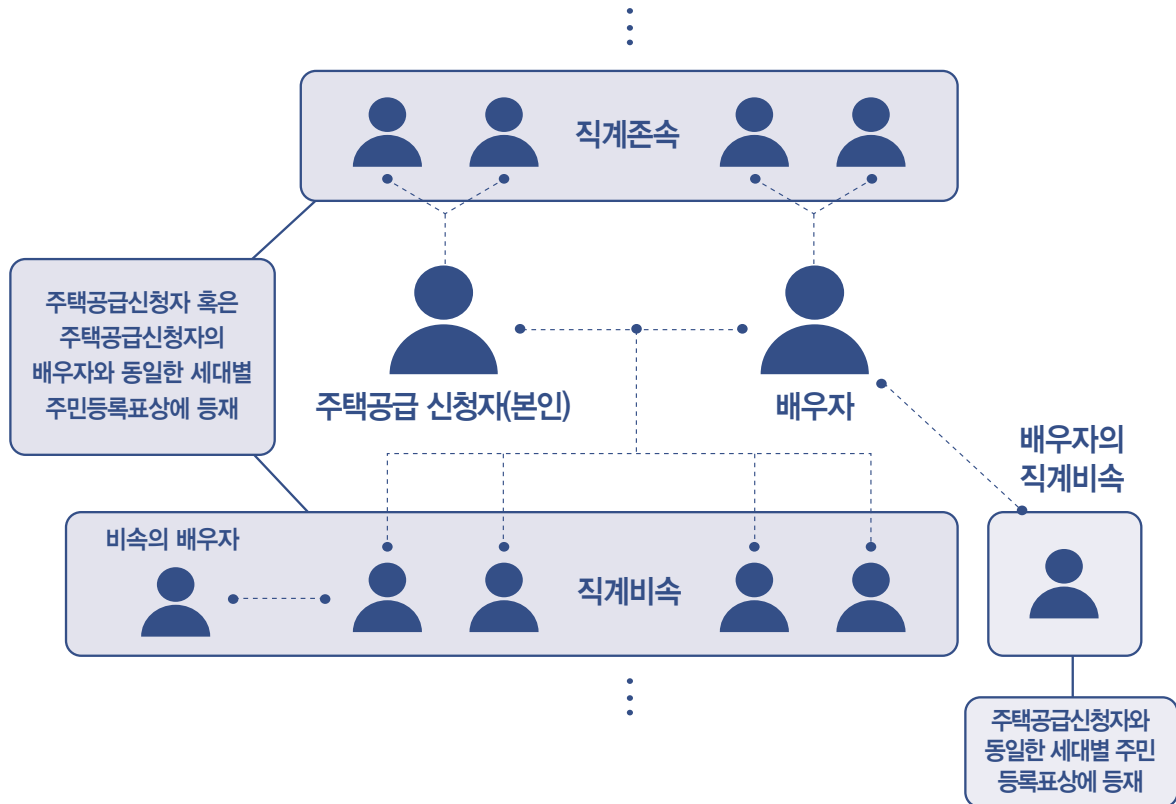 직계존속
주택공급신청자 혹은
주택공급신청자의
배우자와 동일한 세대별
주민등록표상에 등재
주택공급 신청자(본인)
배우자
배우자의
직계비속
비속의 배우자
직계비속
주택공급신청자와
동일한 세대별 주민
등록표상에 등재